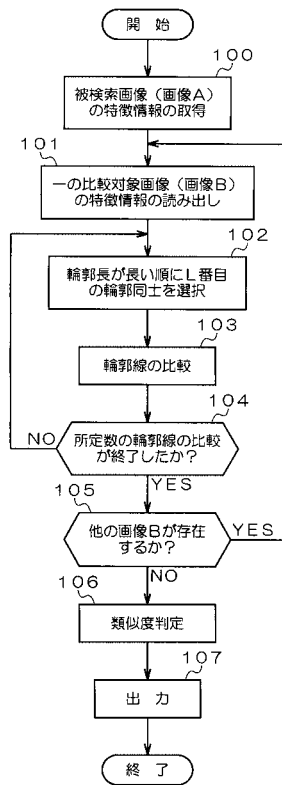 開 始
100
被検索画像（画像A）
の特徴情報の取得
101
一の比較対象画像（画像B）
の特徴情報の読み出し
102
輪郭長が長い順にL番目
の輪郭同士を選択
103
輪郭線の比較
104
所定数の輪郭線の比較
が終了したか？
NO
YES
105
他の画像Bが存在
するか？
YES
NO
106
類似度判定
107
出 力
終 了